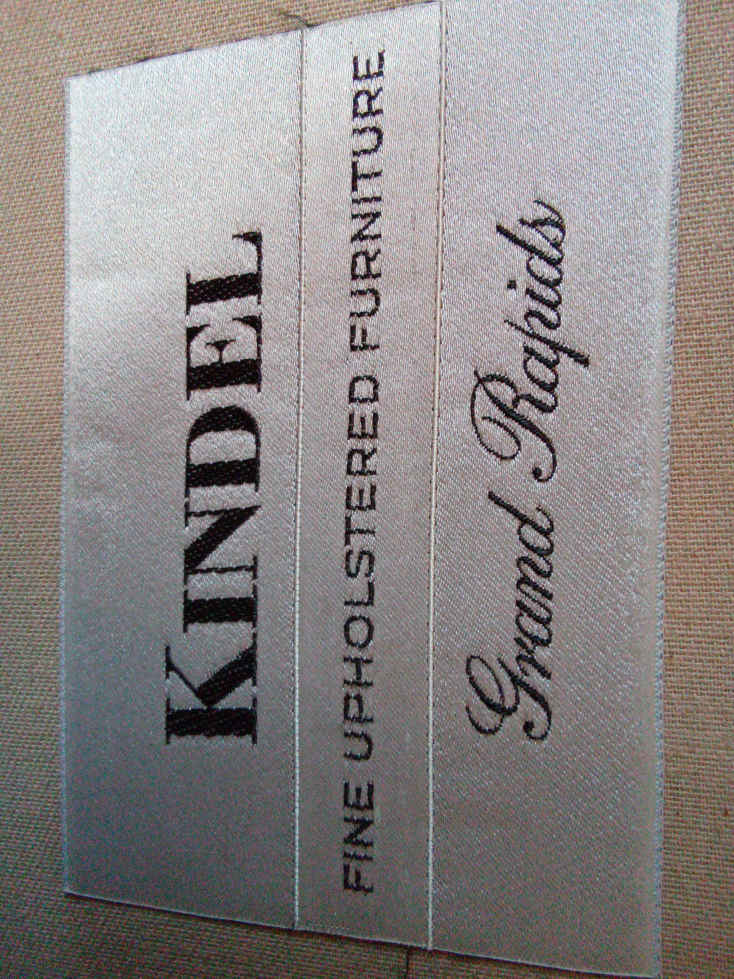 KINDEL
FINE UPHOLSTERED FURNITURE
Grand Rapids